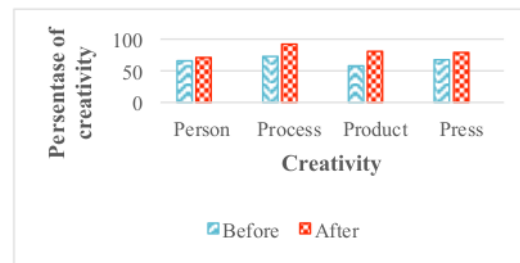 Persentase of
creativity
100
50
0
Person Process Product Press
Creativity
Before After